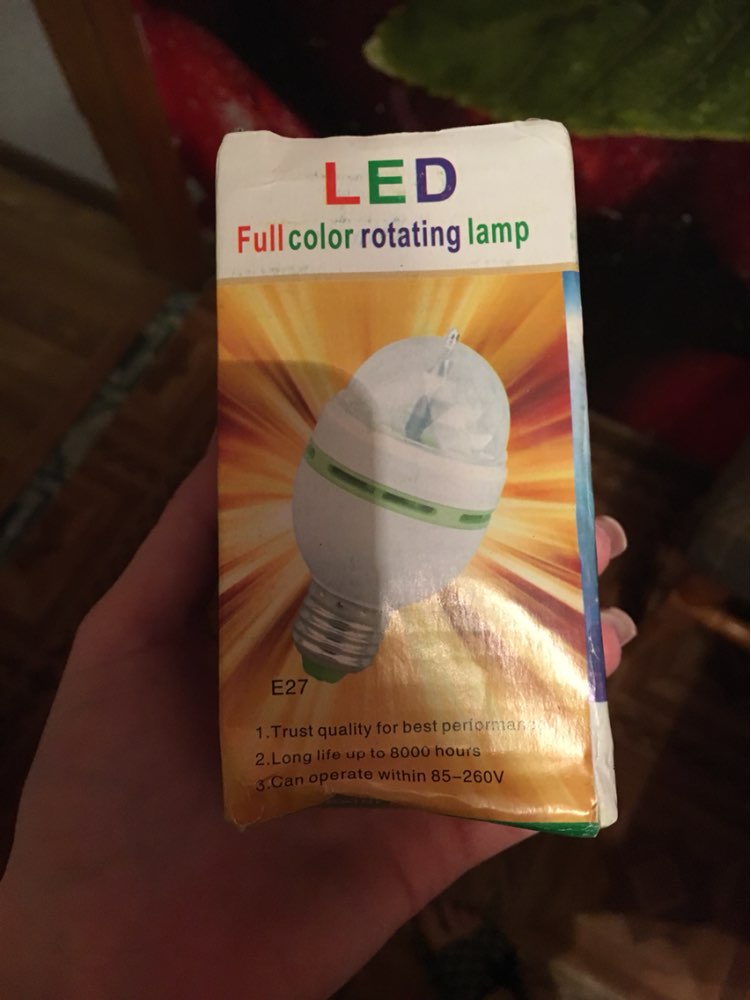 LED
Full color rotating lamp
E27
1.Trust quality for best performance
2.Long life up to 8000 hours
3.Can operate within 85-260V